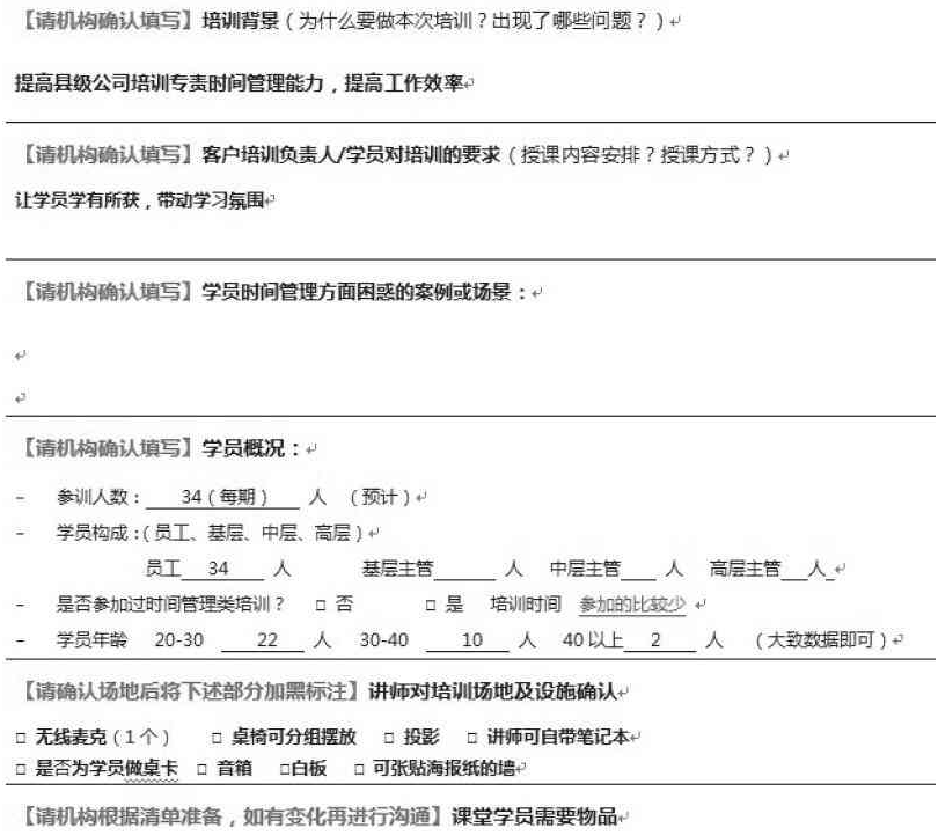 【请机构确认填写】培训背景（为什么要做本次培训？出现了哪些问题？）
提高县级公司培训专责时间管理能力，提高工作效率
【请机构确认填写】客户培训负责人/学员对培训的要求（授课内容安排？授课方式？）
让学员学有所获，带动学习氛围
【请机构确认填写】学员时间管理方面困惑的案例或场景：
【请机构确认填写】学员概况：
- 参训人数： 34（每期） 人 （预计）
- 学员构成：（员工、基层、中层、高层）
员工 34 人 基层主管 人 中层主管 人 高层主管 人
- 是否参加过时间管理类培训？ □ 否 □ 是 培训时间 参加的比较少
- 学员年龄 20-30 22 人 30-40 10 人 40以上 2 人 （大致数据即可）
【请确认场地后将下述部分加黑标注】讲师对培训场地及设施确认
□ 无线麦克（1个） □ 桌椅可分组摆放 □ 投影 □ 讲师可自带笔记本
□ 是否为学员做桌卡 □ 音箱 □白板 □ 可张贴海报纸的墙
【请机构根据清单准备，如有变化再进行沟通】课堂学员需要物品